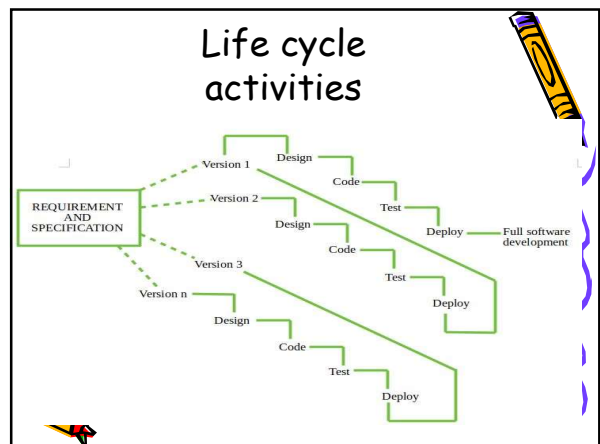 Life cycle
activities
Version 1
Design
Code
Test
Deploy
Full software
development
REQUIREMENT
AND
SPECIFICATION
Version 2
Design
Code
Test
Deploy
Version 3
Version n
Design
Code
Test
Deploy